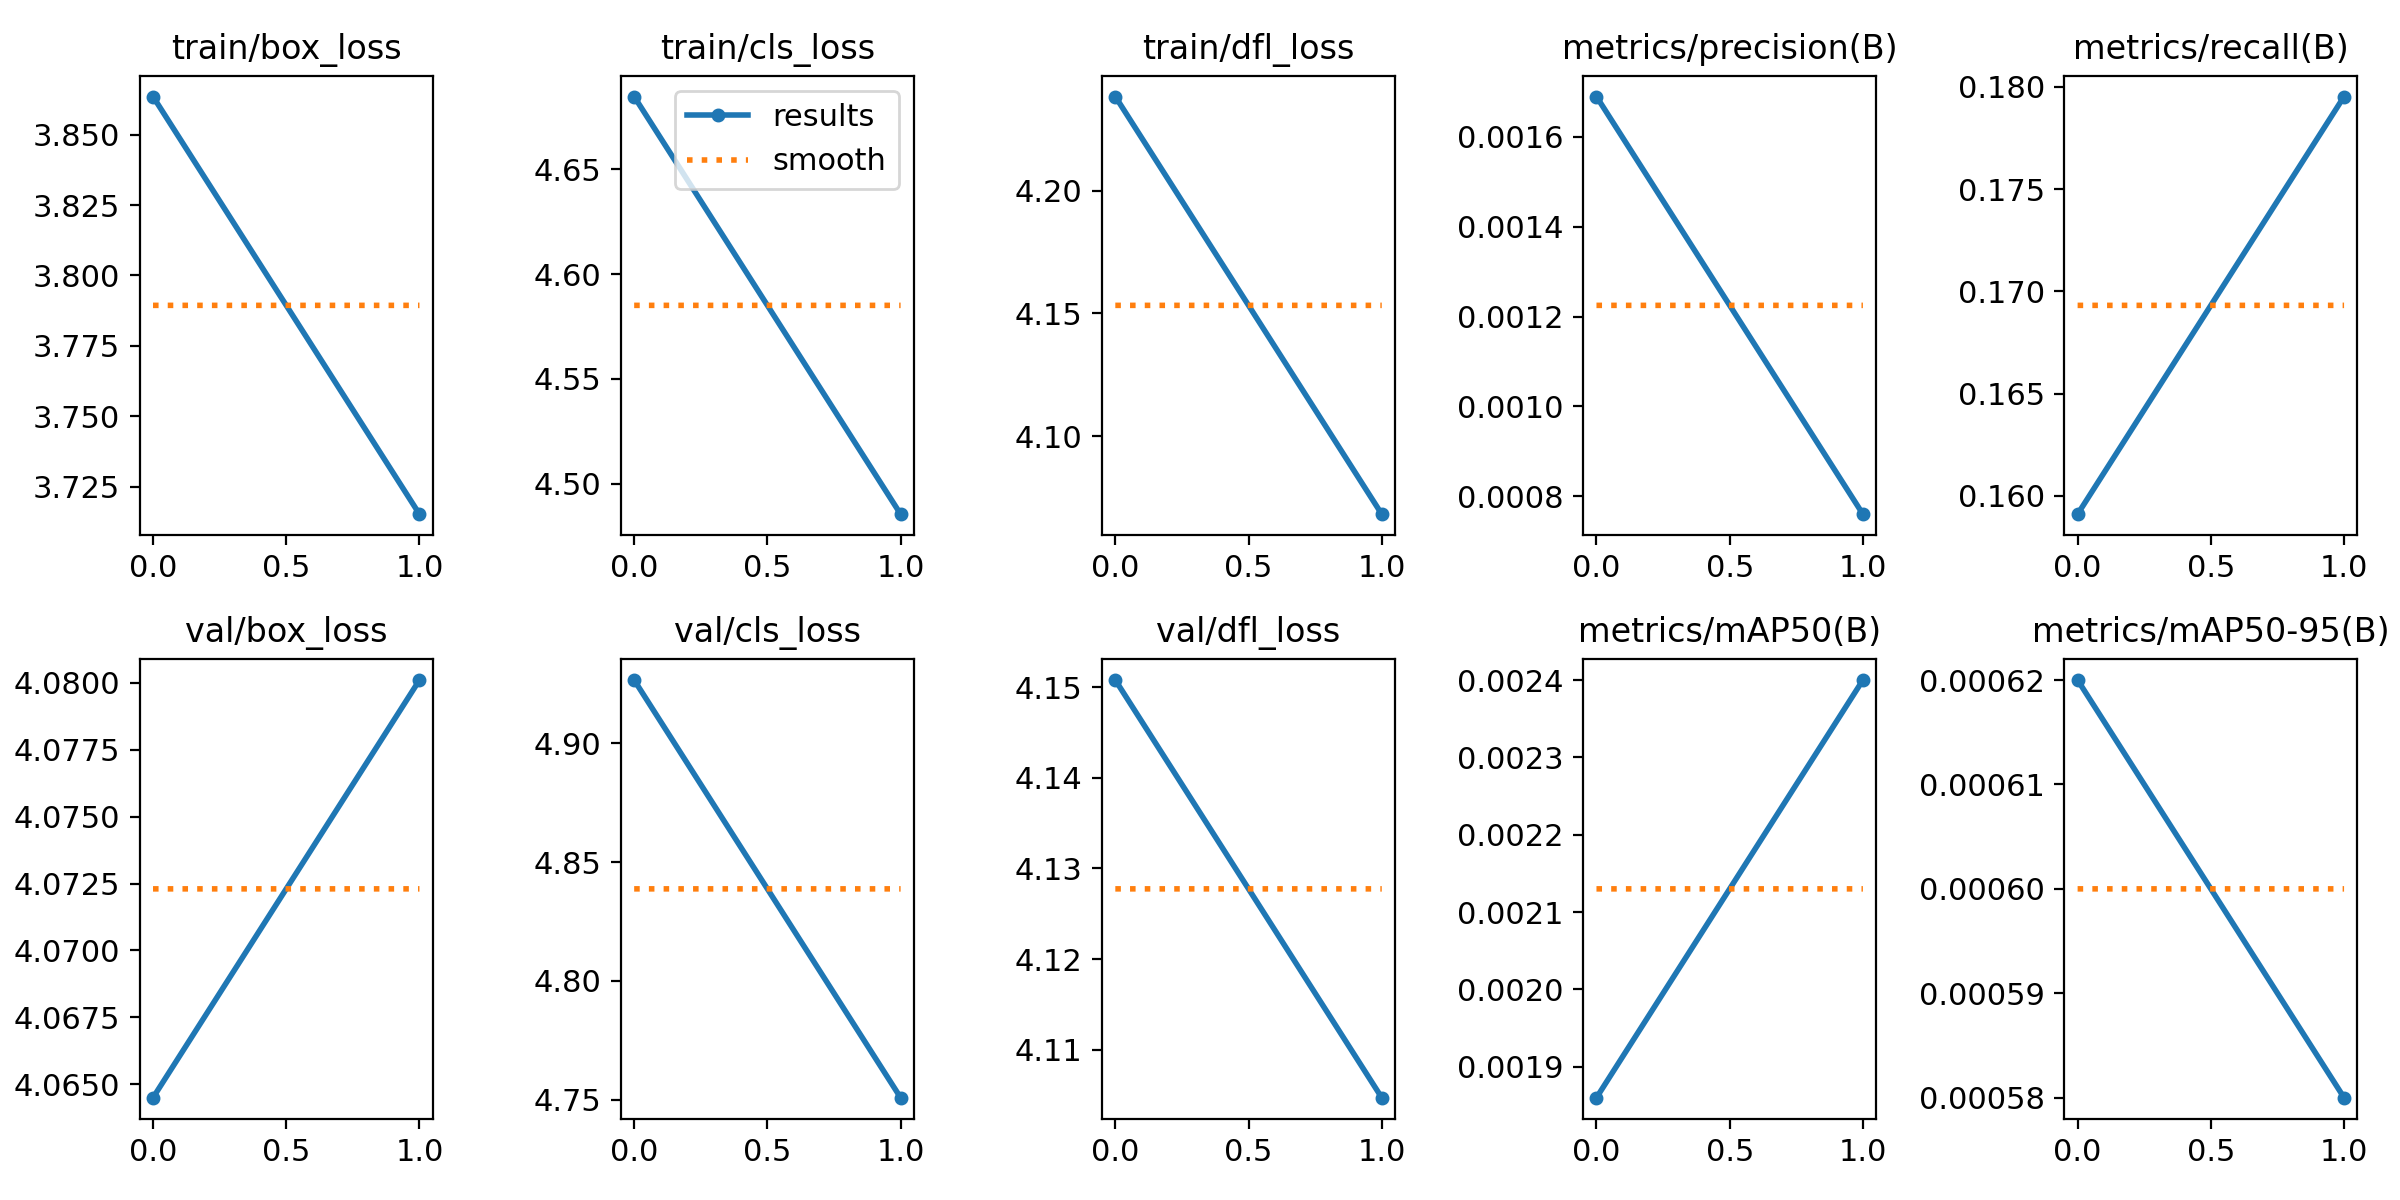 train/box_loss
3.850
3.825
3.800
3.775
3.750
3.725
0.0 0.5 1.0
train/cls_loss
results
smooth
4.65
4.60
4.55
4.50
0.0 0.5 1.0
train/dfl_loss
4.20
4.15
4.10
0.0 0.5 1.0
metrics/precision(B)
0.0016
0.0014
0.0012
0.0010
0.0008
0.0 0.5 1.0
metrics/recall(B)
0.180
0.175
0.170
0.165
0.160
0.0 0.5 1.0
val/box_loss
4.0800
4.0775
4.0750
4.0725
4.0700
4.0675
4.0650
0.0 0.5 1.0
val/cls_loss
4.90
4.85
4.80
4.75
0.0 0.5 1.0
val/dfl_loss
4.15
4.14
4.13
4.12
4.11
0.0 0.5 1.0
metrics/mAP50(B)
0.0024
0.0023
0.0022
0.0021
0.0020
0.0019
0.0 0.5 1.0
metrics/mAP50-95(B)
0.00062
0.00061
0.00060
0.00059
0.00058
0.0 0.5 1.0